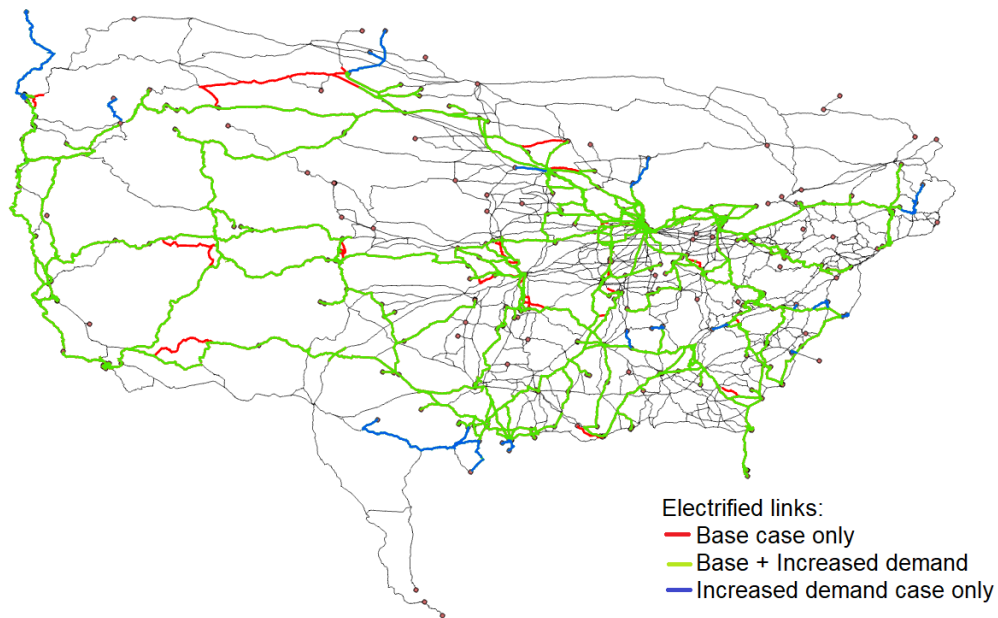 Electrified links:
Base case only
Base + Increased demand
Increased demand case only